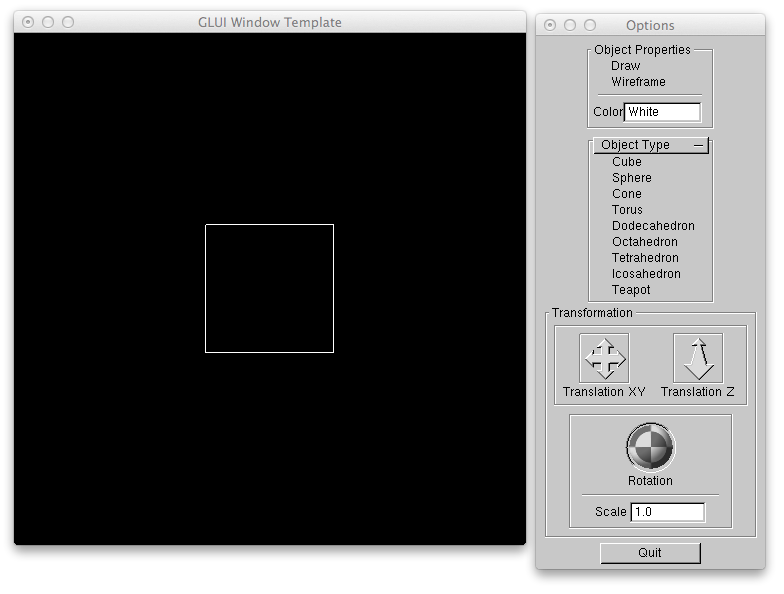 GLUI Window Template
Options
Object Properties
Draw
Wireframe
Color White
Object Type
Cube
Sphere
Cone
Torus
Dodecahedron
Octahedron
Tetrahedron
Icosahedron
Teapot
Transformation
Translation XY Translation Z
Rotation
Scale 1.0
Quit